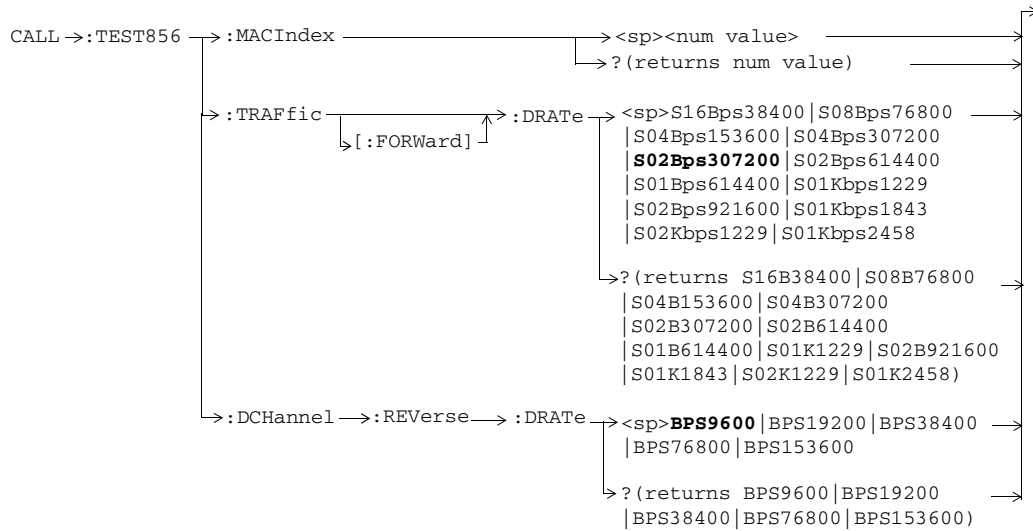 CALL :TEST856 :MACIndex <sp><num value>
?(returns num value)
:TRAFfic :DRATe <sp>S16Bps38400|S08Bps76800
[:FORWard] |S04Bps153600|S04Bps307200
|S02Bps307200|S02Bps614400
|S01Bps614400|S01Kbps1229
|S02Bps921600|S01Kbps1843
|S02Kbps1229|S01Kbps2458
?(returns S16B38400|S08B76800
|S04B153600|S04B307200
|S02B307200|S02B614400
|S01B614400|S01K1229|S02B921600
|S01K1843|S02K1229|S01K2458)
:DCHannel :REVerse :DRATe <sp>BPS9600|BPS19200|BPS38400
|BPS76800|BPS153600
?(returns BPS9600|BPS19200
|BPS38400|BPS76800|BPS153600)